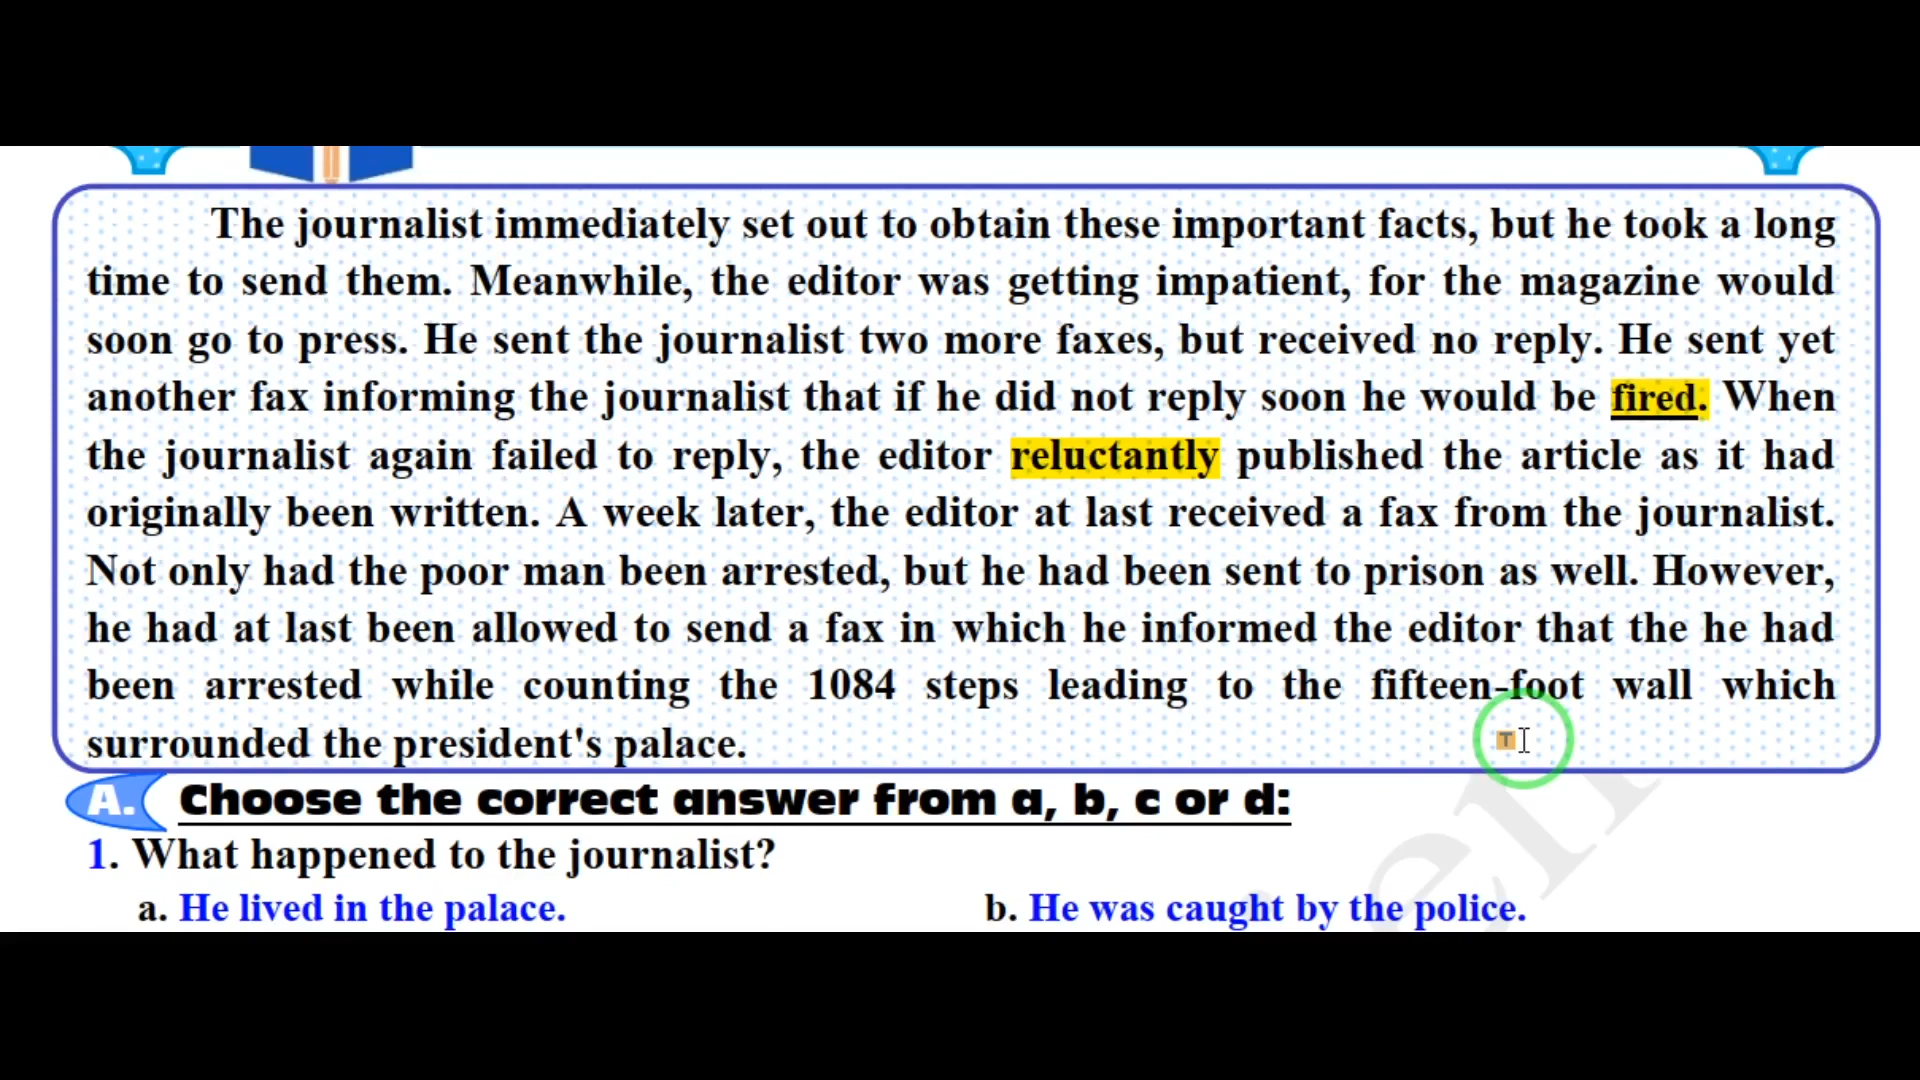 The journalist immediately set out to obtain these important facts, but he took a long
time to send them. Meanwhile, the editor was getting impatient, for the magazine would
soon go to press. He sent the journalist two more faxes, but received no reply. He sent yet
another fax informing the journalist that if he did not reply soon he would be fired. When
the journalist again failed to reply, the editor reluctantly published the article as it had
originally been written. A week later, the editor at last received a fax from the journalist.
Not only had the poor man been arrested, but he had been sent to prison as well. However,
he had at last been allowed to send a fax in which he informed the editor that the he had
been arrested while counting the 1084 steps leading to the fifteen-foot wall which
surrounded the president's palace.
T
A. Choose the correct answer from a, b, c or d:
1. What happened to the journalist?
a. He lived in the palace. b. He was caught by the police.